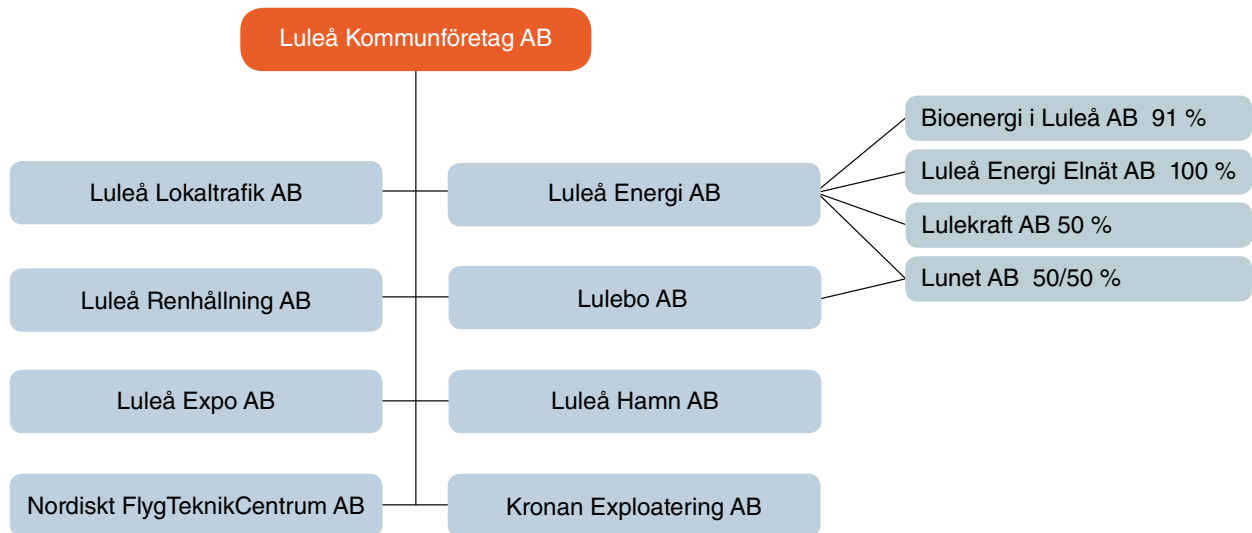 Luleå Kommunföretag AB
Luleå Lokaltrafik AB
Luleå Energi AB
Bioenergi i Luleå AB 91 %
Luleå Energi Elnät AB 100 %
Lulekraft AB 50 %
Lunet AB 50/50 %
Luleå Renhållning AB
Lulebo AB
Luleå Expo AB
Luleå Hamn AB
Nordiskt FlygTeknikCentrum AB
Kronan Exploatering AB